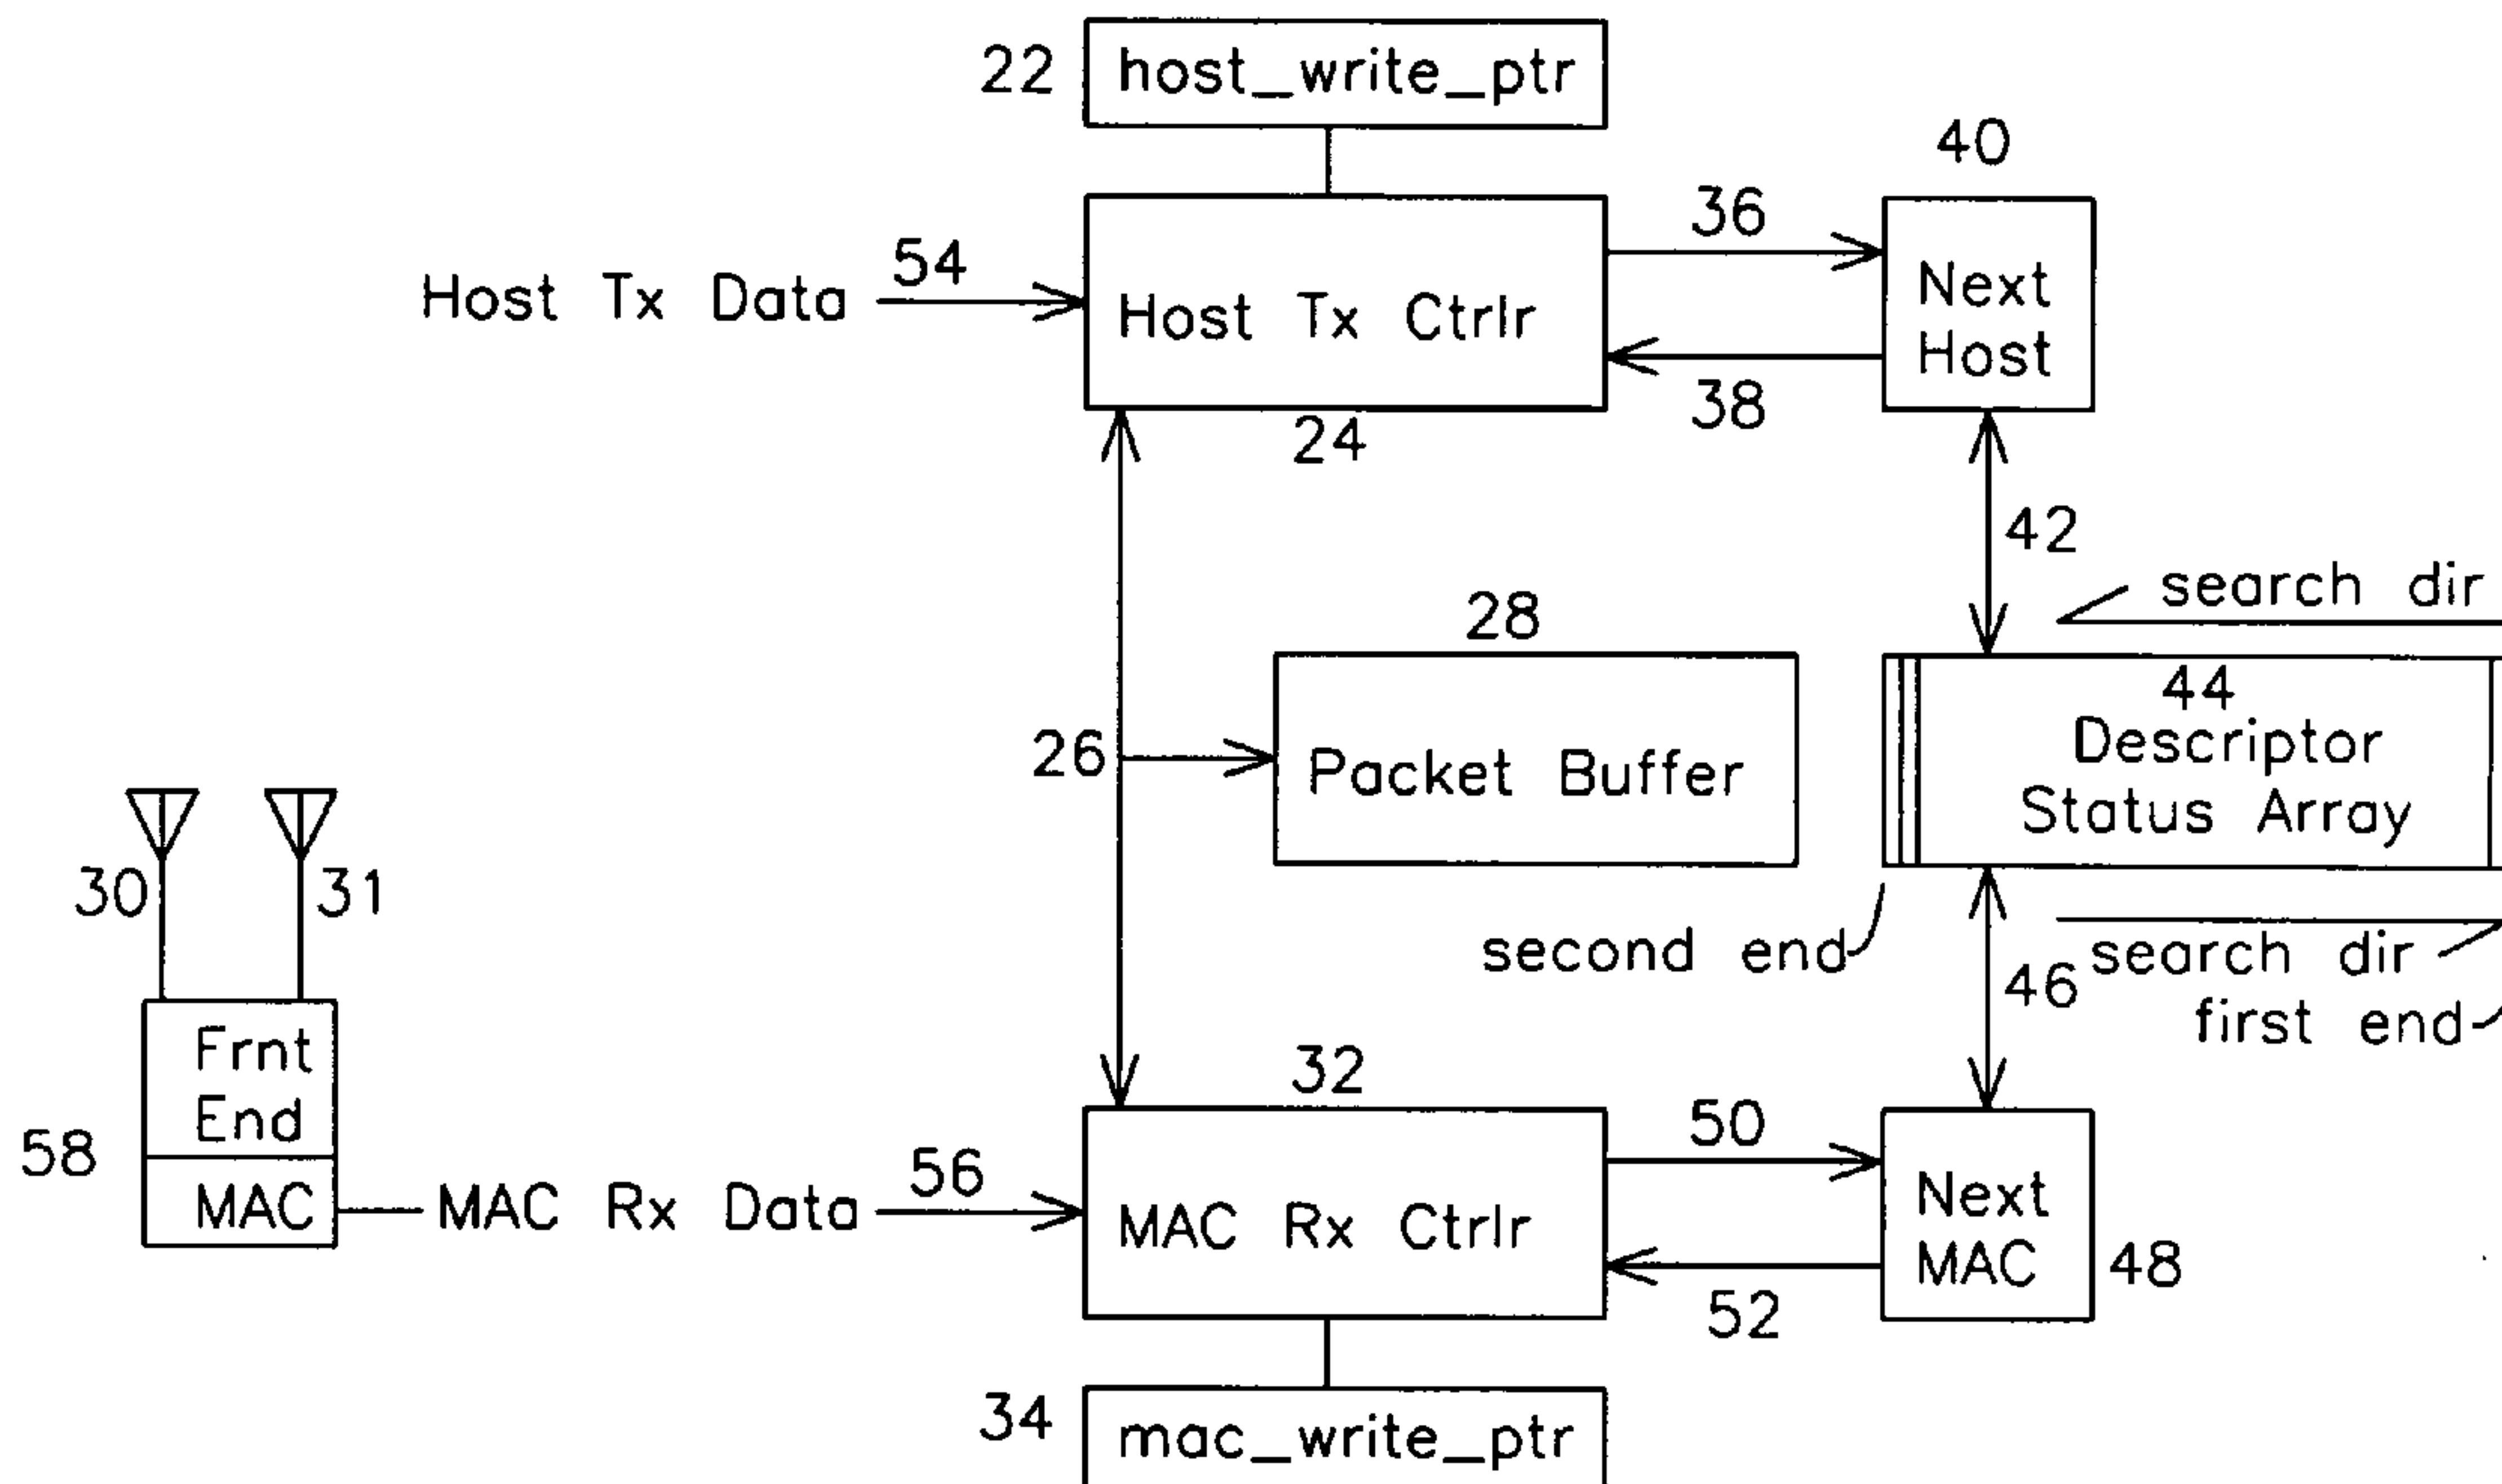 22 host_write_ptr
40
36
54
Host Tx Data
Host Tx Ctrlr
Next
Host
38
24
42
search dir
28
44
Descriptor
Status Array
26
Packet Buffer
30 31
second end
search dir
46
first end
Frnt
End
32
50
58
56
MAC
MAC Rx Data
MAC Rx Ctrlr
Next
MAC
48
52
34 mac_write_ptr